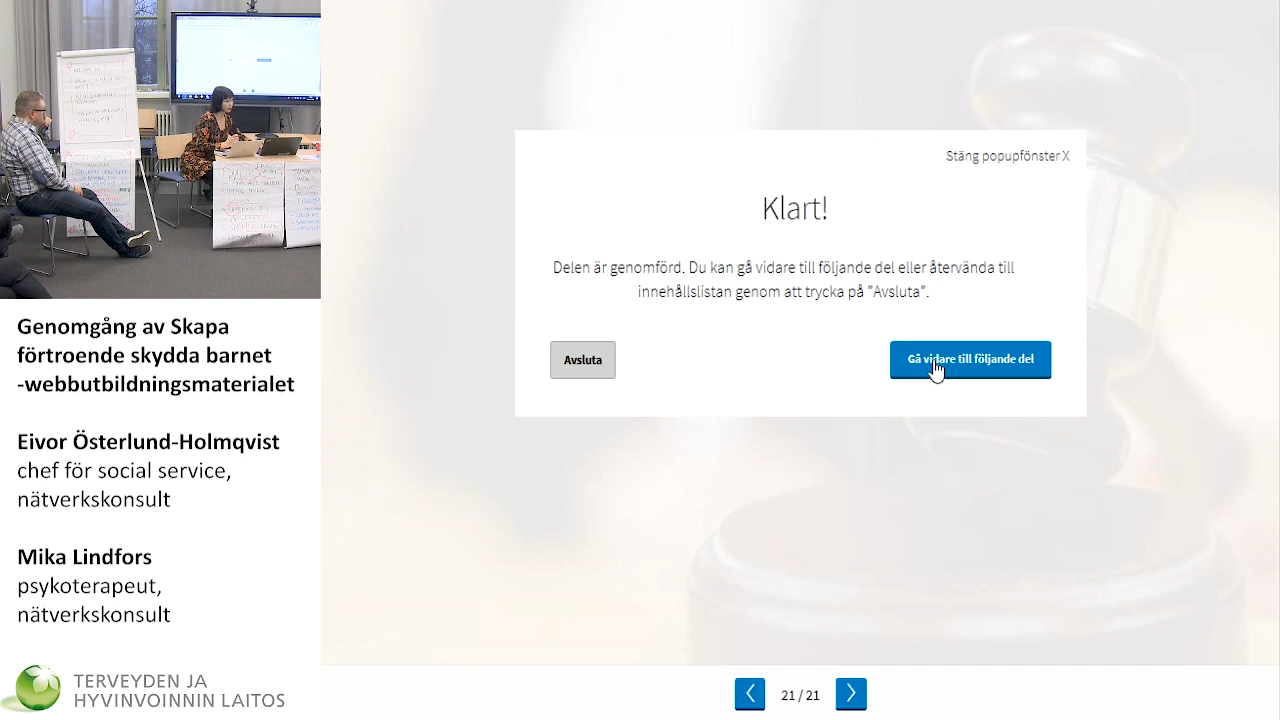 Genomgång av Skapa
förtroende skydda barnet
-webbutbildningsmaterialet
Eivor Österlund-Holmqvist
chef för social service,
nätverkskonsult
Mika Lindfors
psykoterapeut,
nätverkskonsult
TERVEYDEN JA
HYVINVOINNIN LAITOS
Stäng popupfönster X
Klart!
Delen är genomförd. Du kan gå vidare till följande del eller återvända till
innehållslistan genom att trycka på ”Avsluta”.
Avsluta
Gå vidare till följande del
21 / 21